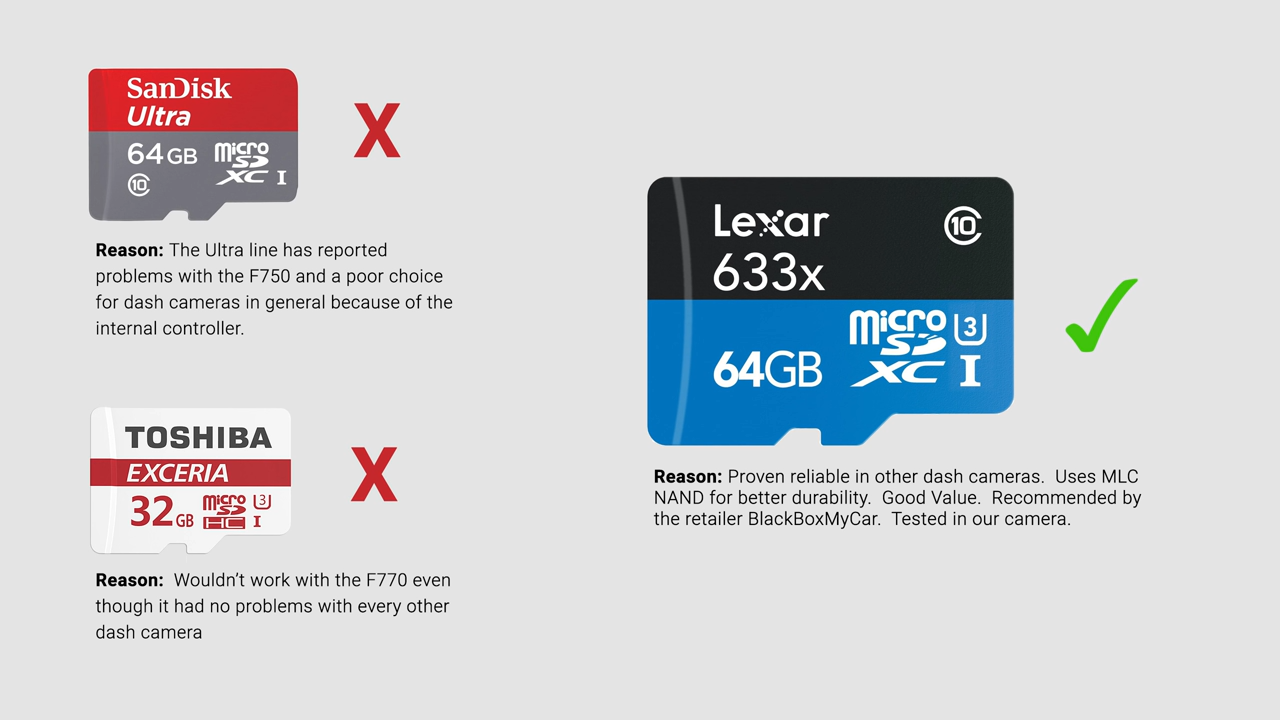 SanDisk
Ultra
64GB
micro
SD
XC I
10
X
Reason: The Ultra line has reported
problems with the F750 and a poor choice
for dash cameras in general because of the
internal controller.
TOSHIBA
EXCERIA
32GB
micro
SD
HC I
3
X
Reason: Wouldn't work with the F770 even
though it had no problems with every other
dash camera
Lexar
10
633x
micro
SD
XC I
3
64GB
Reason: Proven reliable in other dash cameras. Uses MLC
NAND for better durability. Good Value. Recommended by
the retailer BlackBoxMyCar. Tested in our camera.